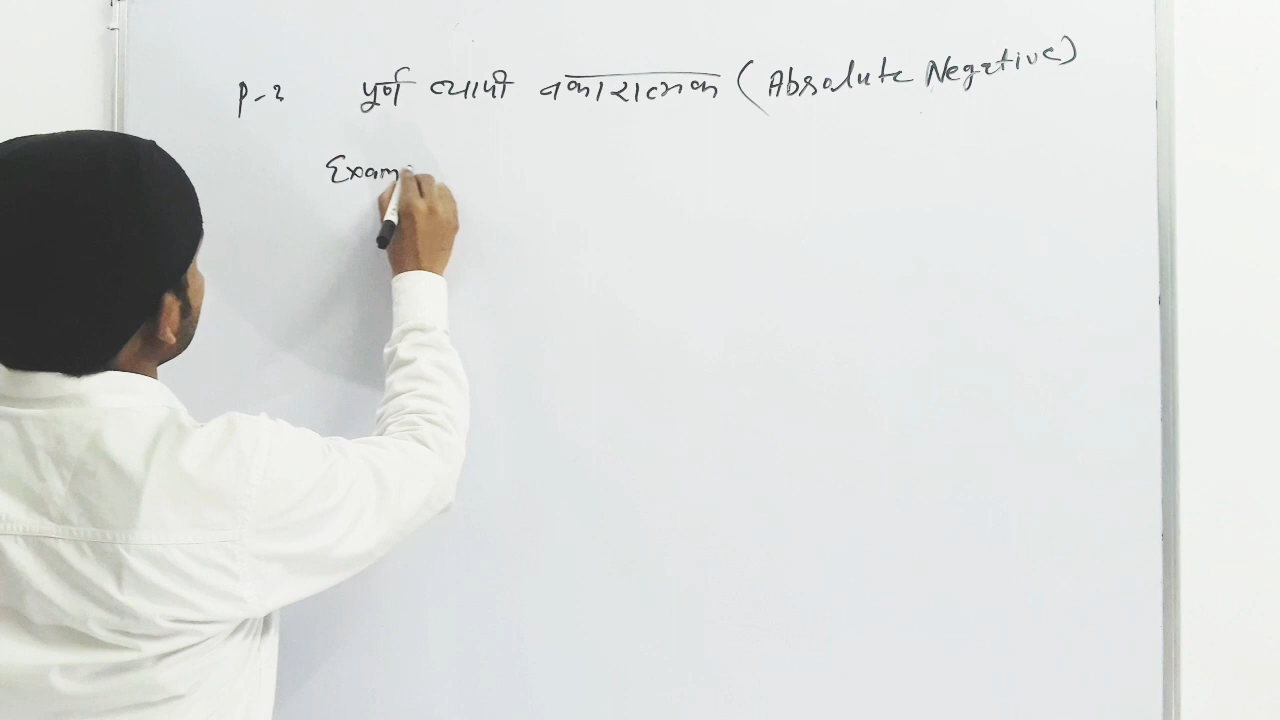 P-2 पूर्ण व्यापी नकारात्मक (Absolute Negative)
Exam